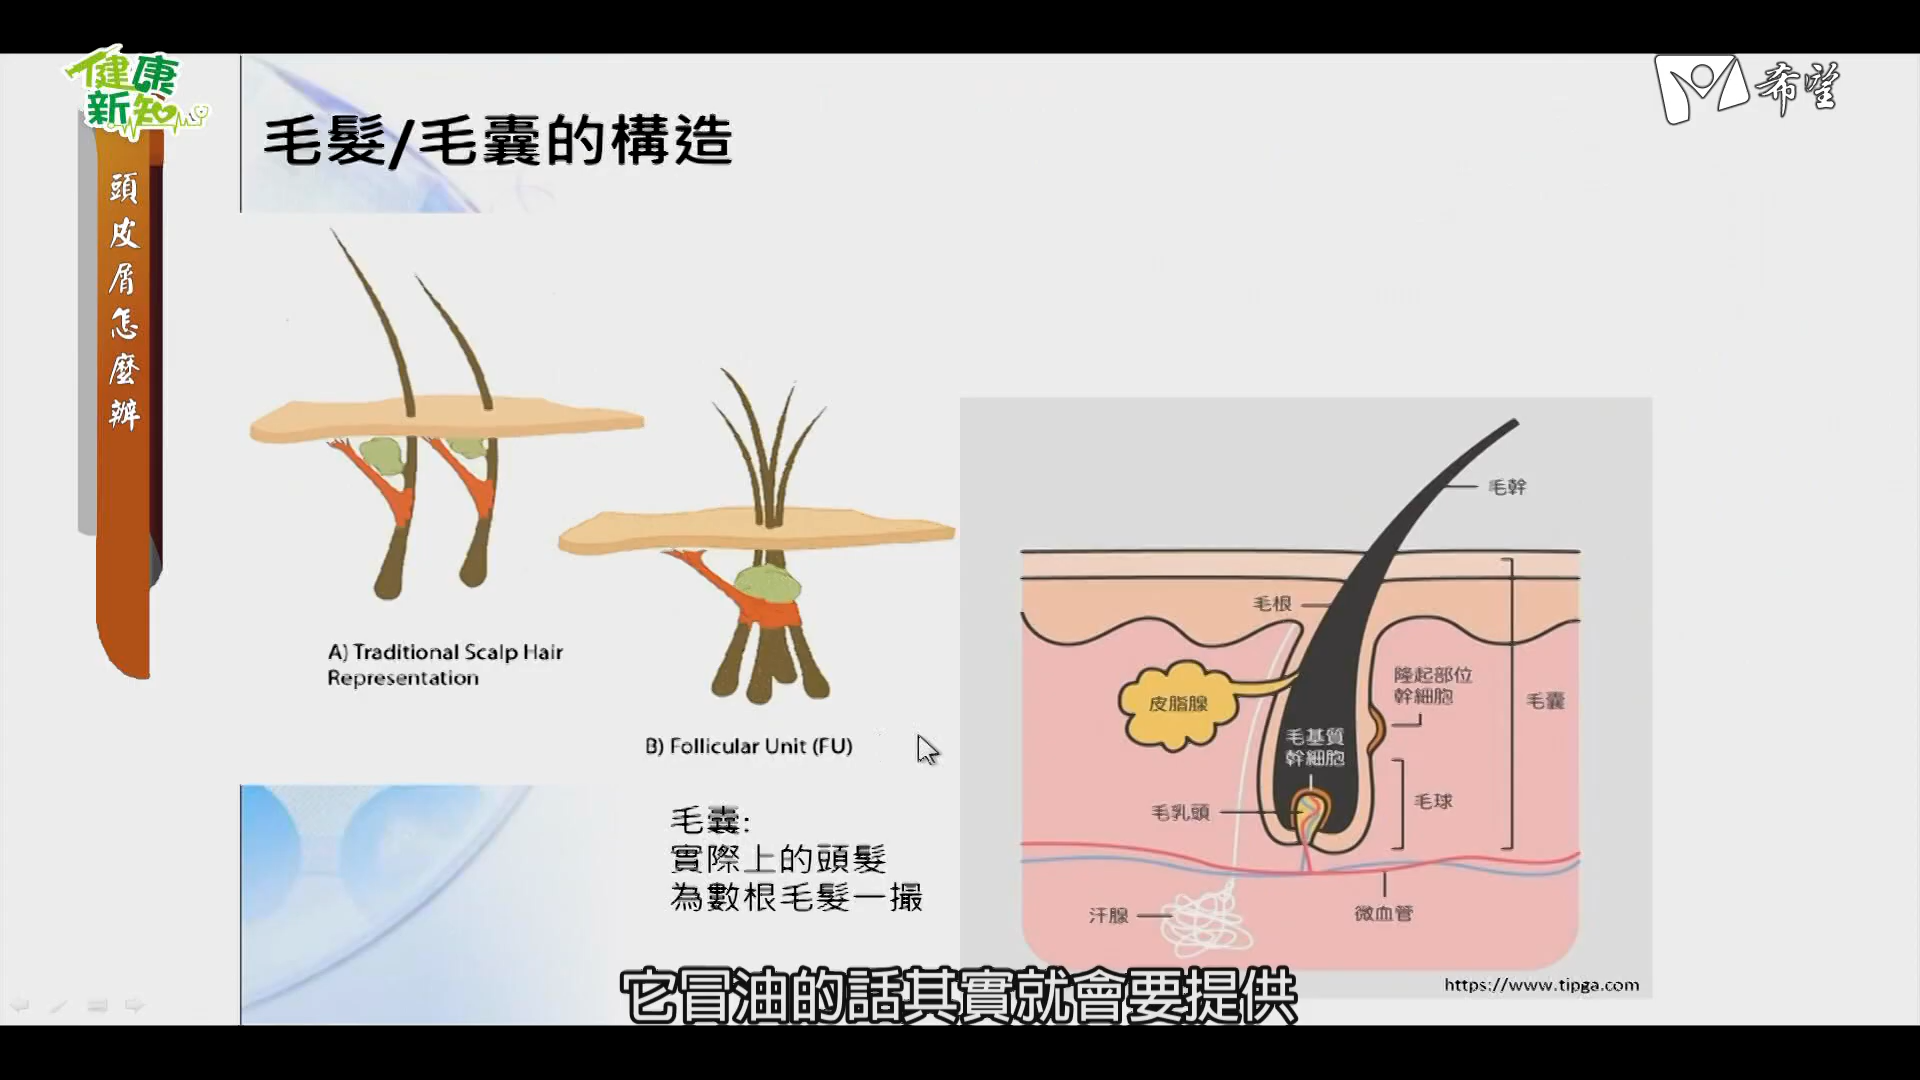 健康
新知
希望
毛髮/毛囊的構造
頭皮屑怎麼辦
A) Traditional Scalp Hair
Representation
B) Follicular Unit (FU)
毛囊:
實際上的頭髮
為數根毛髮一撮
毛幹
毛根
皮脂腺
隆起部位
幹細胞
毛囊
毛基質
幹細胞
毛乳頭
毛球
汗腺
微血管
https://www.tipga.com
它冒油的話其實就會要提供